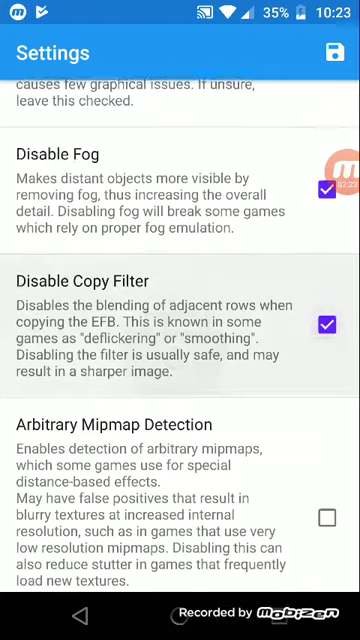 35% 10:23
Settings
causes few graphical issues. If unsure,
leave this checked.
Disable Fog
Makes distant objects more visible by
removing fog, thus increasing the overall
detail. Disabling fog will break some games
which rely on proper fog emulation.
02:23
Disable Copy Filter
Disables the blending of adjacent rows when
copying the EFB. This is known in some
games as "deflickering" or "smoothing".
Disabling the filter is usually safe, and may
result in a sharper image.
Arbitrary Mipmap Detection
Enables detection of arbitrary mipmaps,
which some games use for special
distance-based effects.
May have false positives that result in
blurry textures at increased internal
resolution, such as in games that use very
low resolution mipmaps. Disabling this can
also reduce stutter in games that frequently
load new textures.
Recorded by mobizen